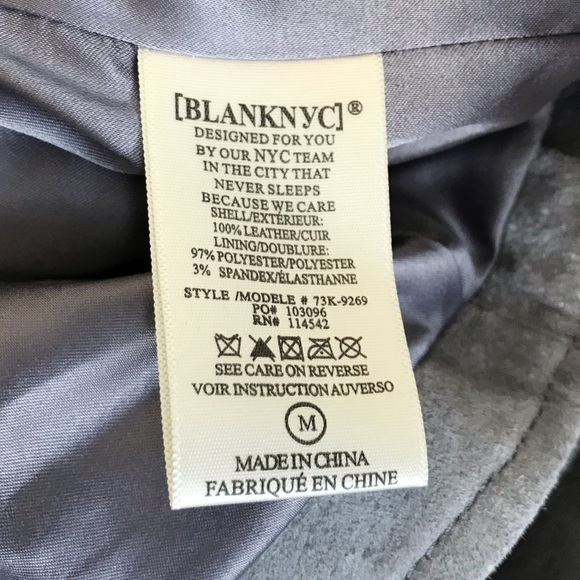 [BLANKNYC]®
DESIGNED FOR YOU
BY OUR NYC TEAM
IN THE CITY THAT
NEVER SLEEPS
BECAUSE WE CARE
SHELL/EXTÉRIEUR:
100% LEATHER/CUIR
LINING/DOUBLURE:
97% POLYESTER/POLYESTER
3% SPANDEX/ÉLASTHANNE
STYLE /MODELE # 73K-9269
PO# 103096
RN# 114542
SEE CARE ON REVERSE
VOIR INSTRUCTION AUVERSO
M
MADE IN CHINA
FABRIQUÉ EN CHINE